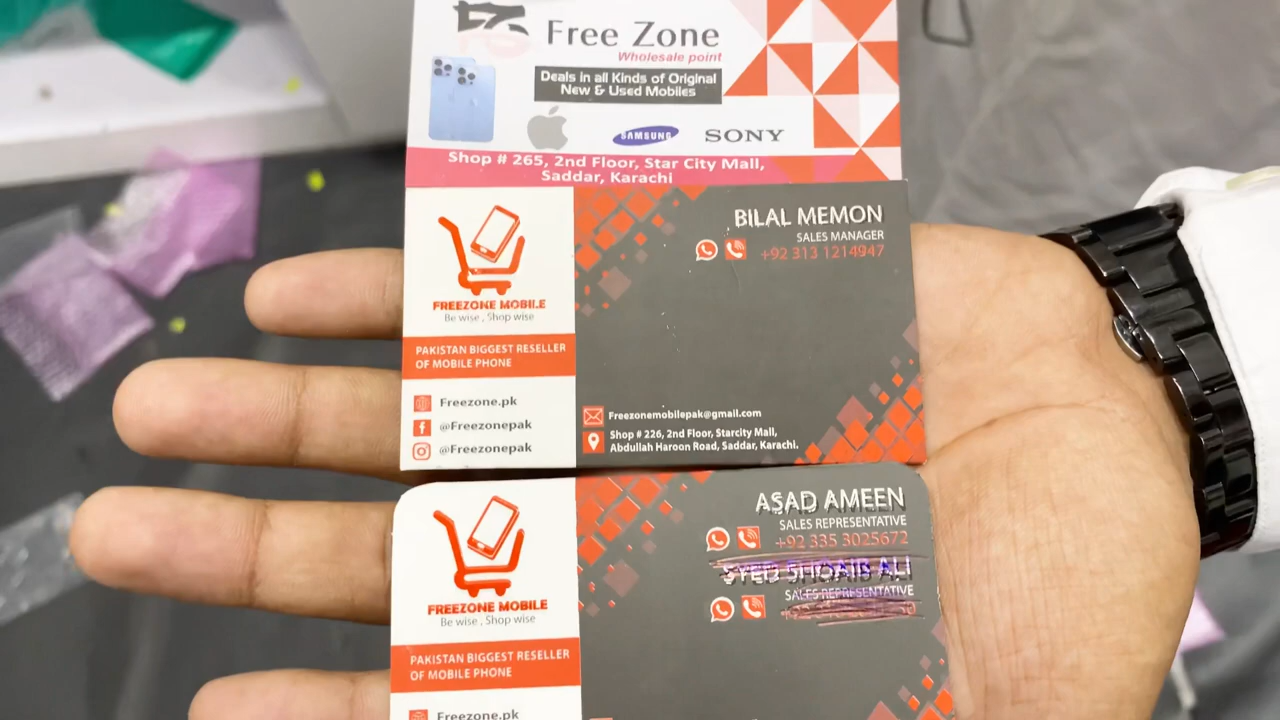 Free Zone
Wholesale point
Deals in all Kinds of Original
New & Used Mobiles
SAMSUNG
SONY
Shop # 265, 2nd Floor, Star City Mall,
Saddar, Karachi
BILAL MEMON
SALES MANAGER
+92 313 1214947
FREEZONE MOBILE
Be wise , Shop wise
PAKISTAN BIGGEST RESELLER
OF MOBILE PHONE
Freezone.pk
@Freezonepak
@Freezonepak
Freezonemobilepak@gmail.com
Shop # 226, 2nd Floor, Starcity Mall,
Abdullah Haroon Road, Saddar, Karachi.
ASAD AMEEN
SALES REPRESENTATIVE
+92 335 3025672
SYED SHOAIB ALI
SALES REPRESENTATIVE
FREEZONE MOBILE
Be wise , Shop wise
PAKISTAN BIGGEST RESELLER
OF MOBILE PHONE
Freezone.pk